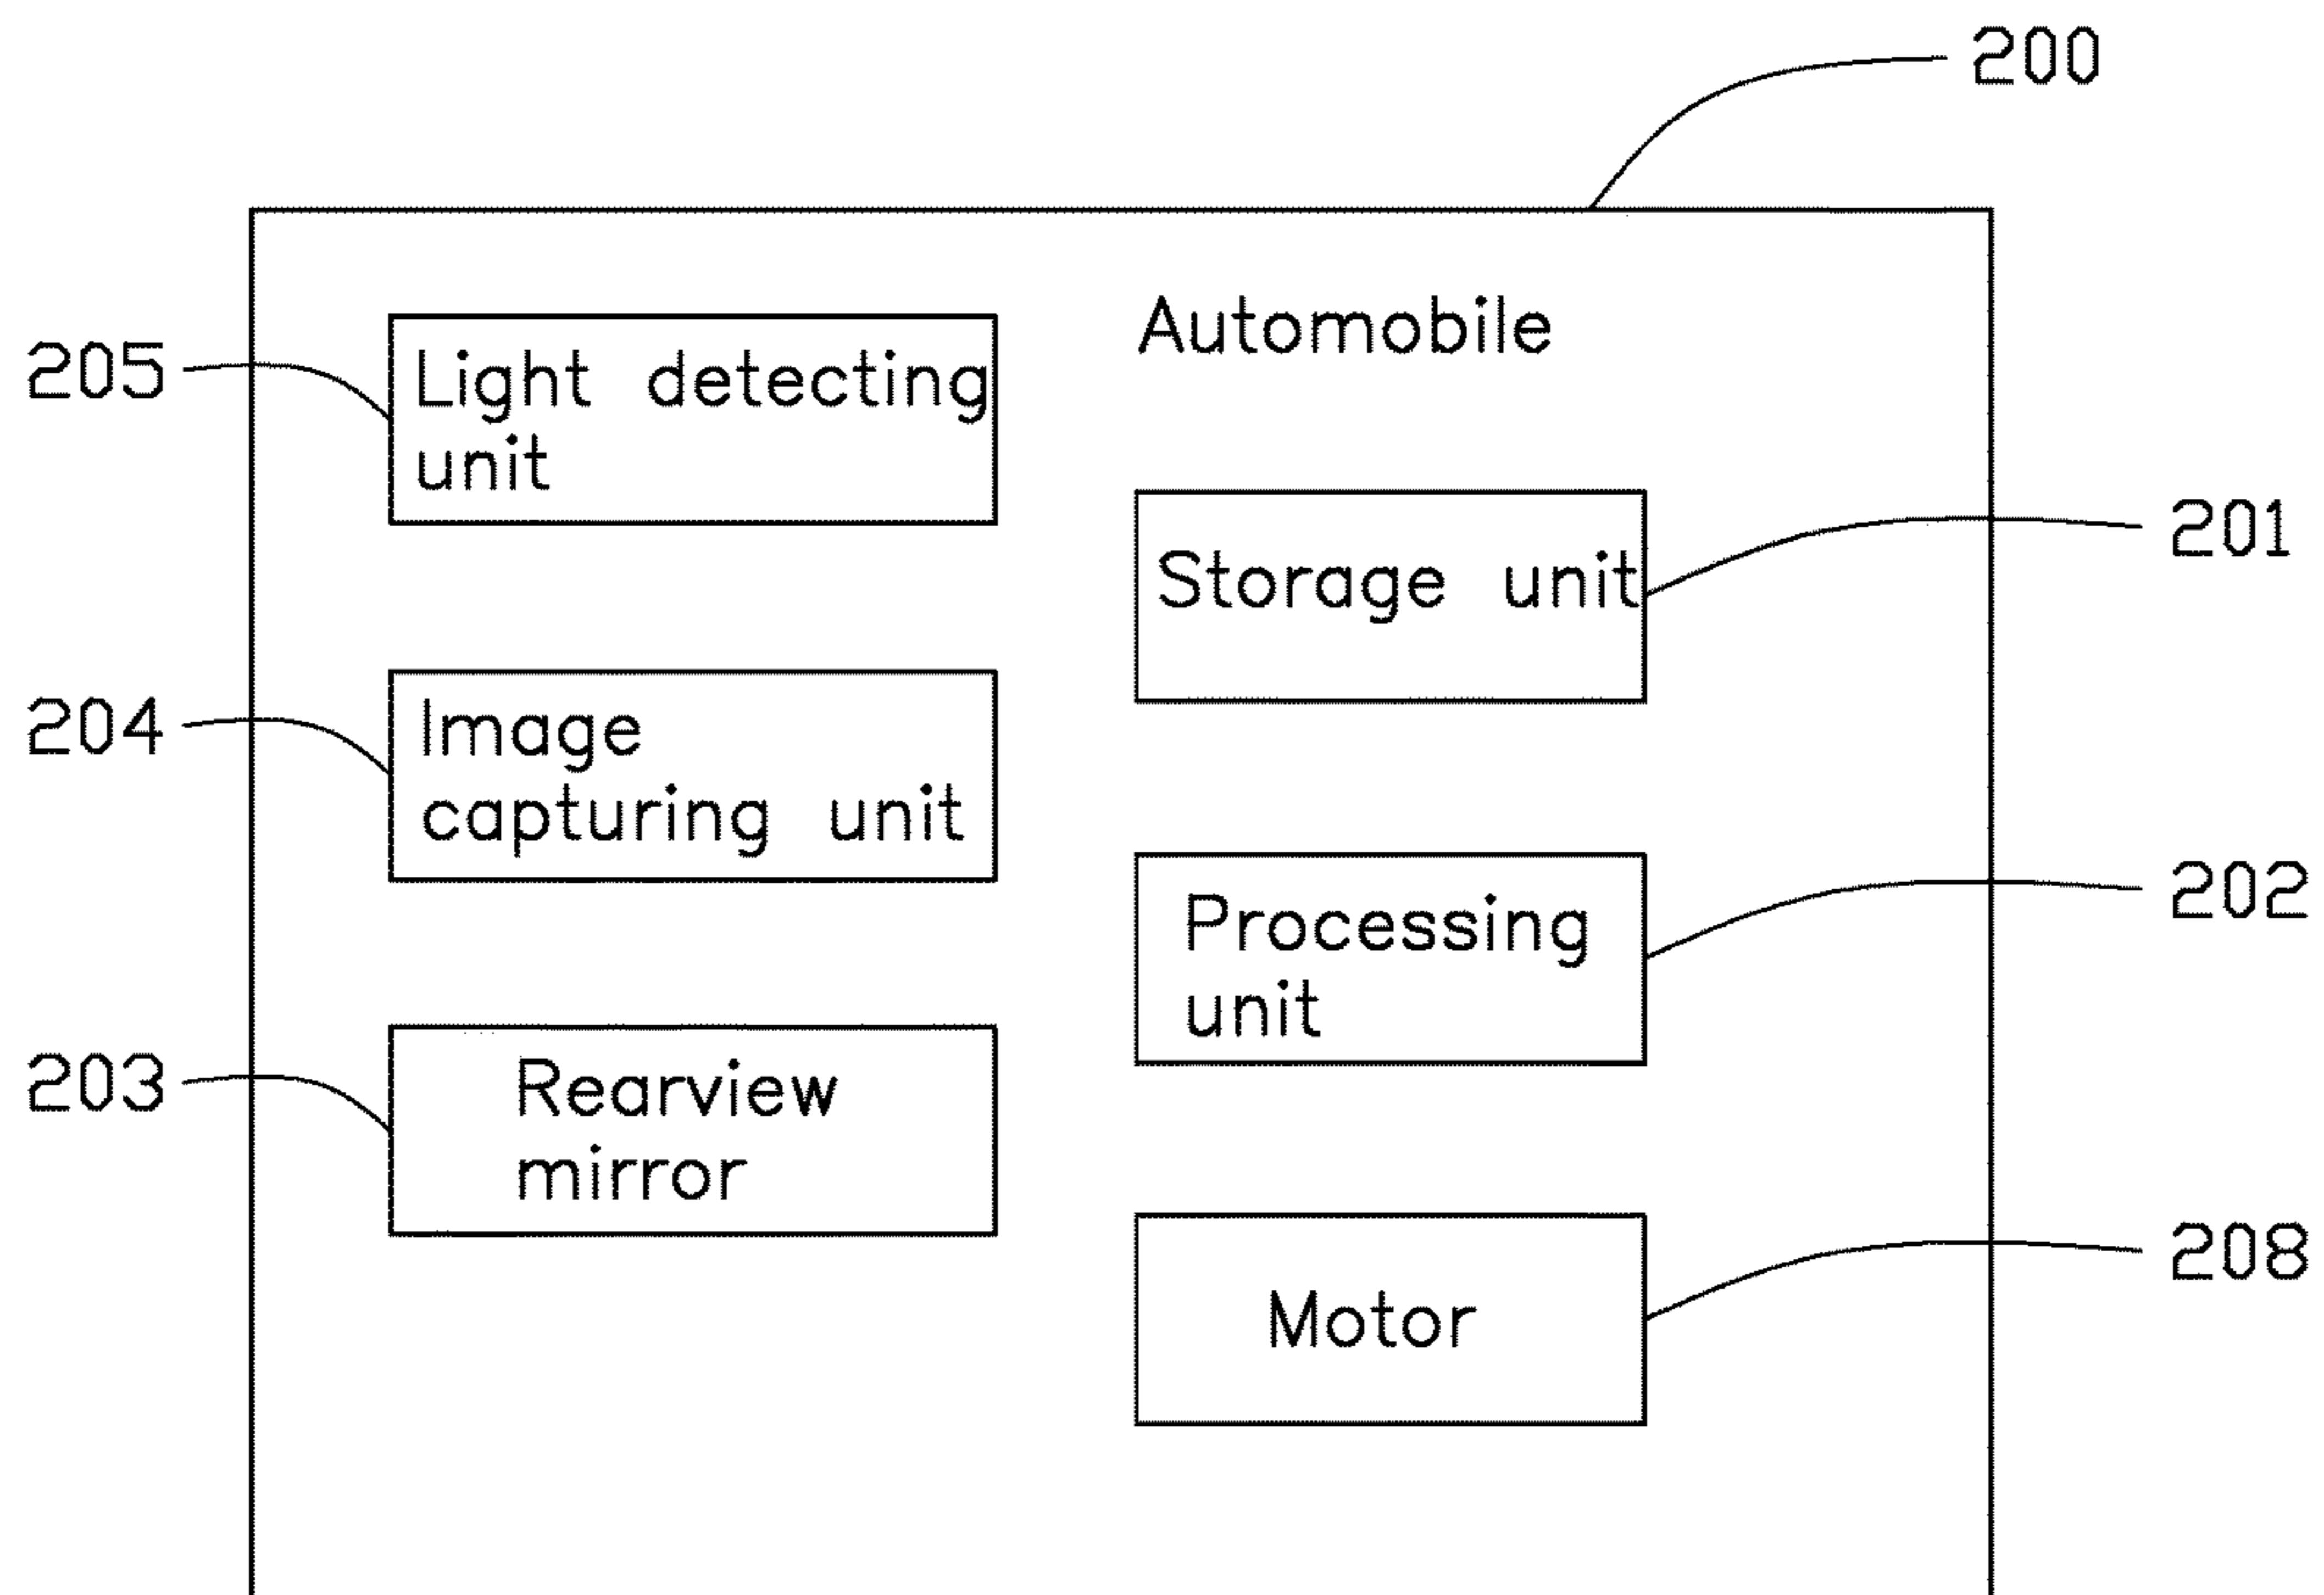 200
Automobile
205
Light detecting
unit
201
Storage unit
204
Image
capturing unit
202
Processing
unit
203
Rearview
mirror
208
Motor